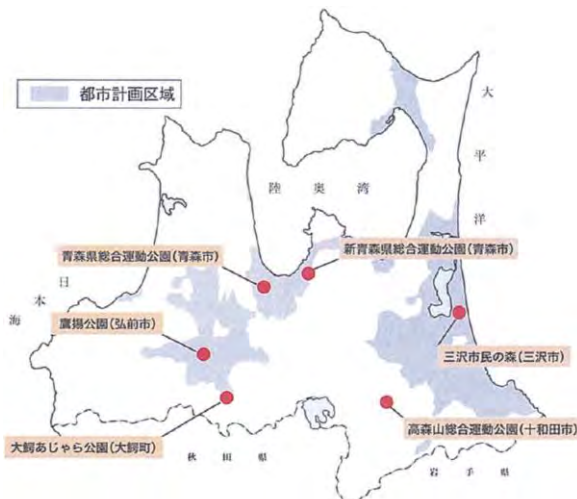 都市計画区域
大平洋
陸奥湾
青森県総合運動公園(青森市)
新青森県総合運動公園(青森市)
日本海
鷹揚公園(弘前市)
三沢市民の森(三沢市)
大鰐あじゃら公園(大鰐町)
高森山総合運動公園(十和田市)
秋田県
岩手県